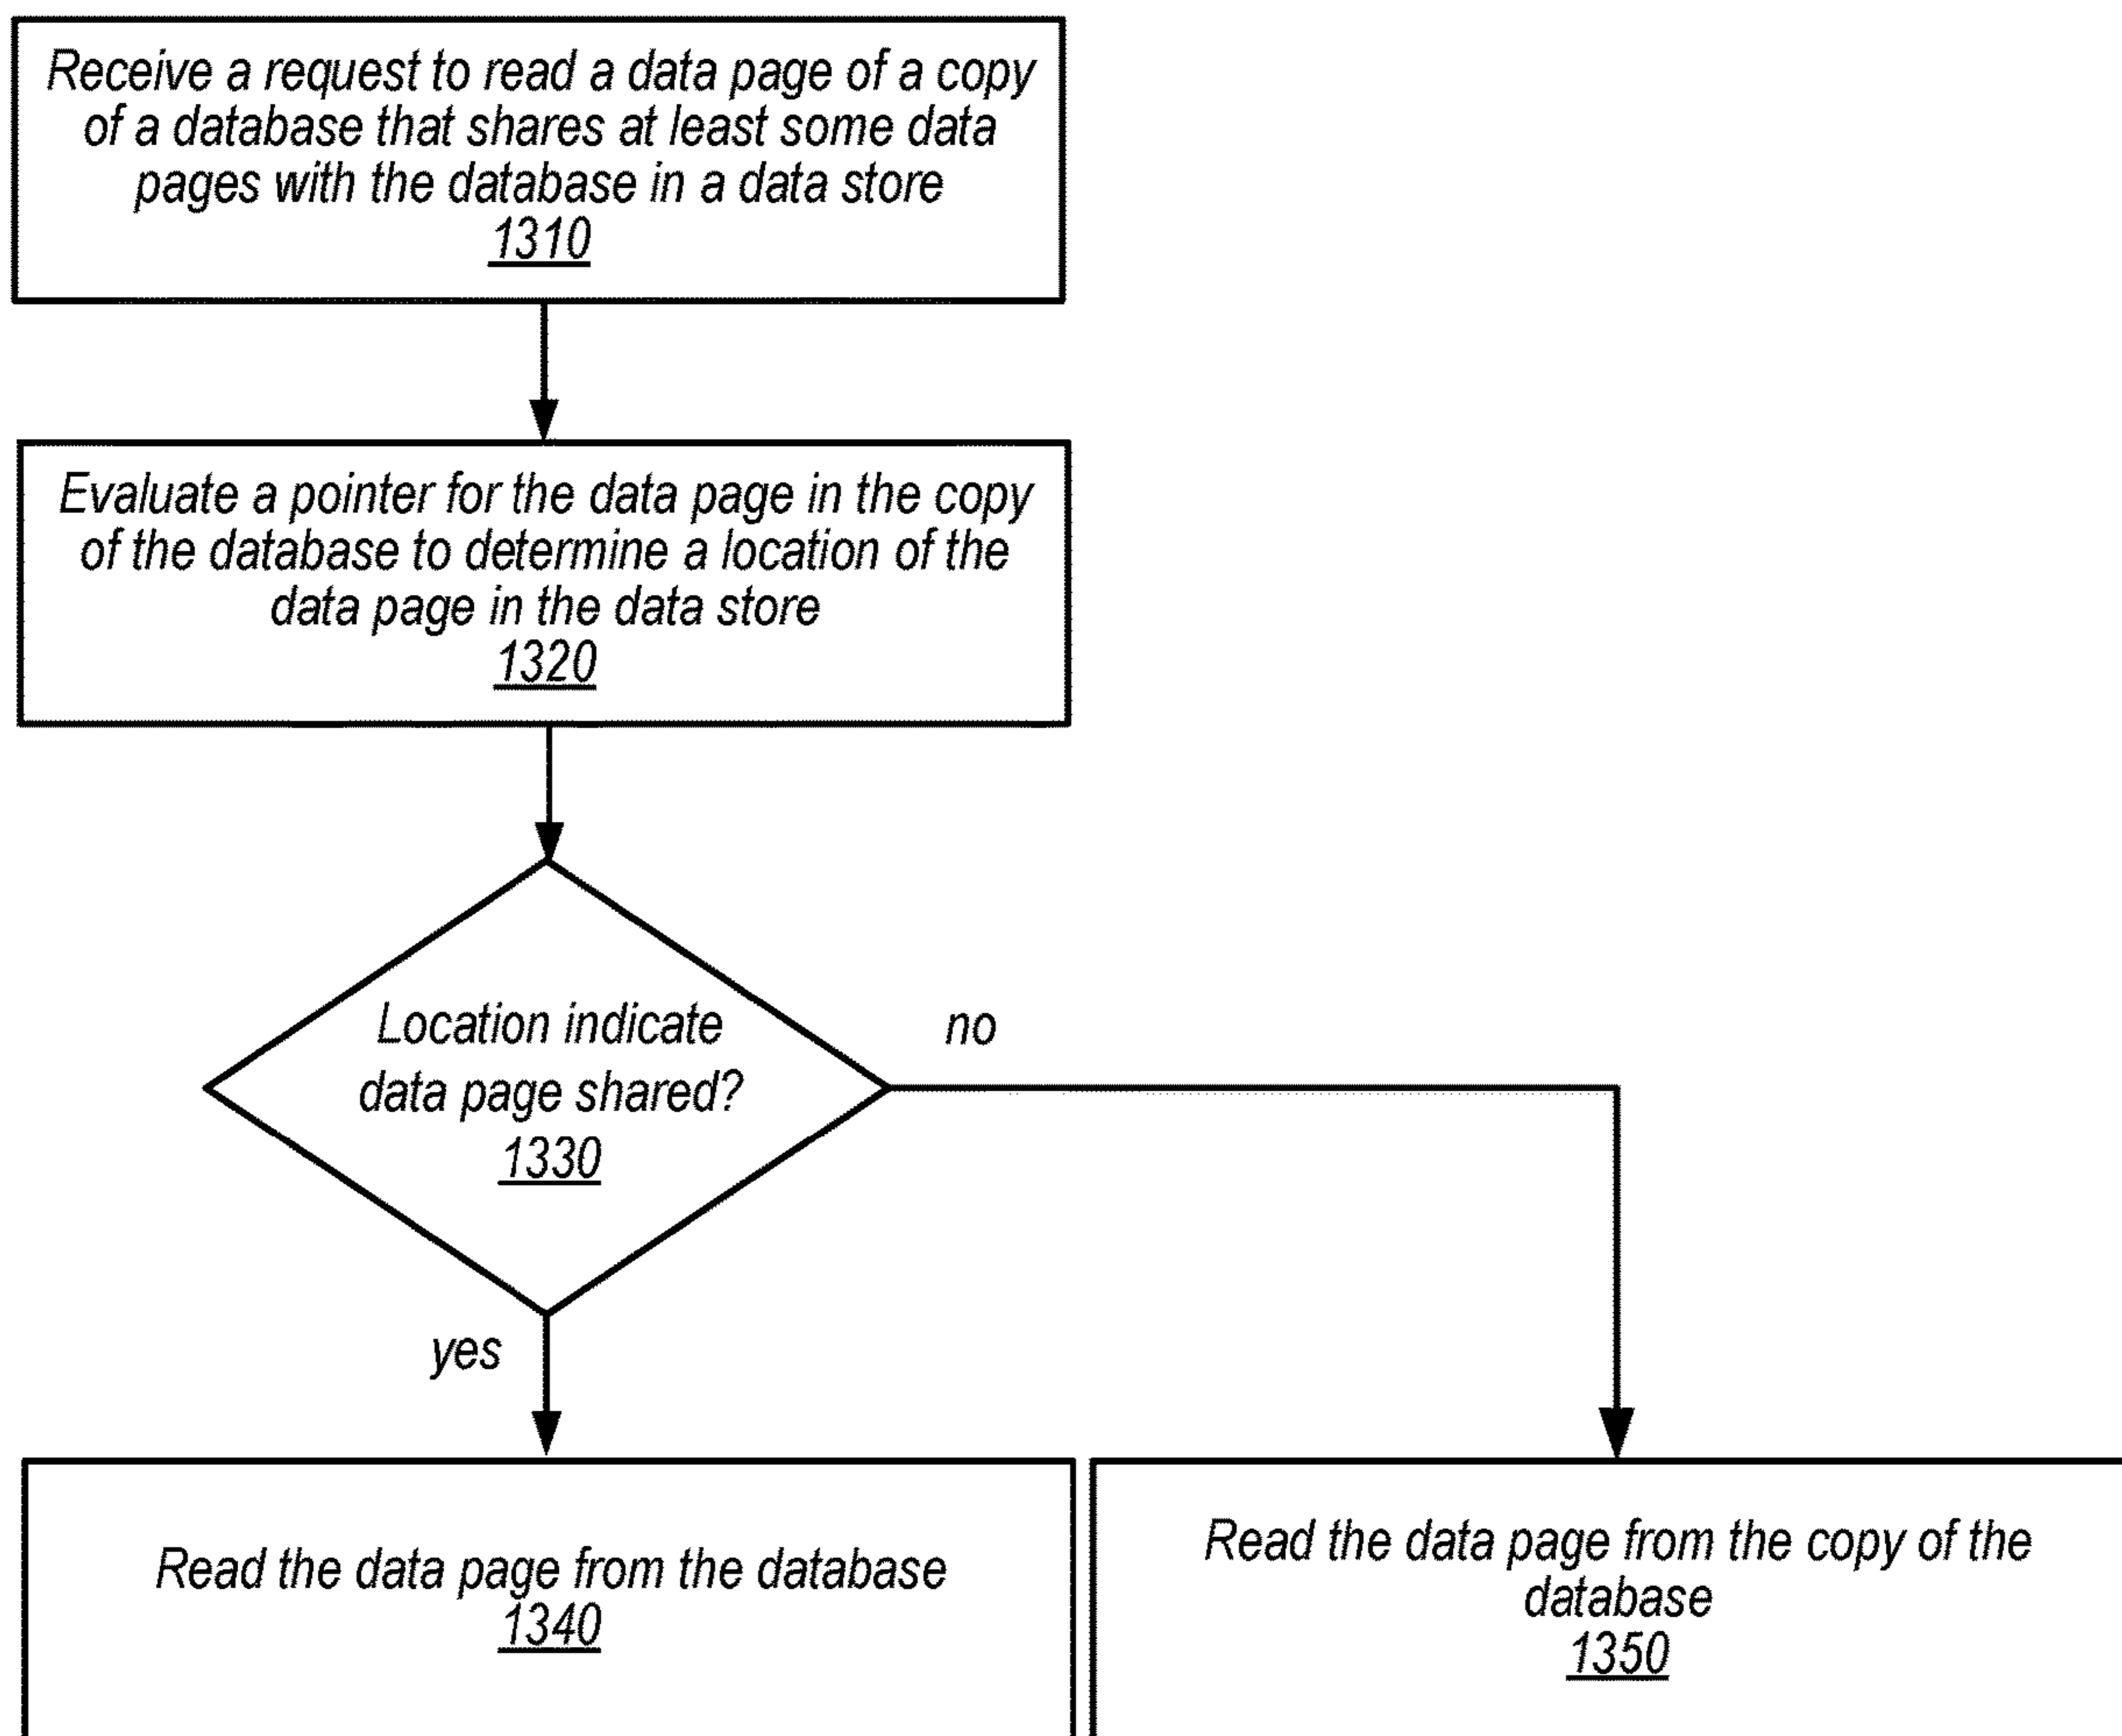 Receive a request to read a data page of a copy
of a database that shares at least some data
pages with the database in a data store
1310
Evaluate a pointer for the data page in the copy
of the database to determine a location of the
data page in the data store
1320
Location indicate
data page shared?
1330
no
yes
Read the data page from the database
1340
Read the data page from the copy of the
database
1350